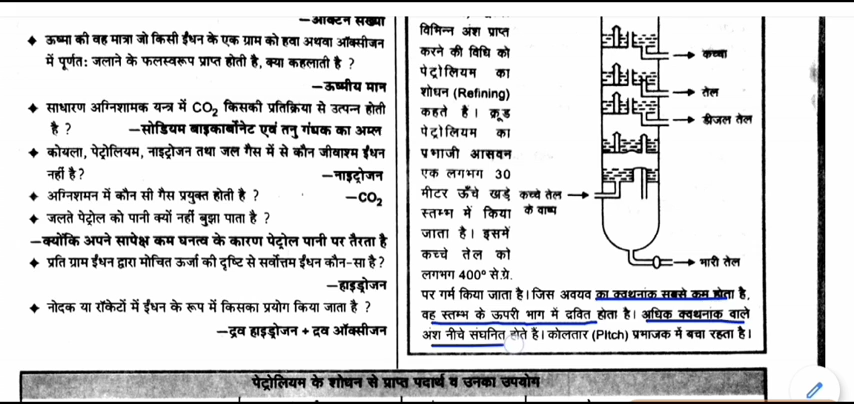 —ऑक्टेन संख्या
ऊष्मा की वह मात्रा जो किसी ईंधन के एक ग्राम को हवा अथवा ऑक्सीजन
में पूर्णतः जलाने के फलस्वरूप प्राप्त होती है, क्या कहलाती है ?
—ऊष्मीय मान
साधारण अग्निशामक यन्त्र में CO₂ किसकी प्रतिक्रिया से उत्पन्न होती
है ? —सोडियम बाइकार्बोनेट एवं तनु गंधक का अम्ल
कोयला, पेट्रोलियम, नाइट्रोजन तथा जल गैस में से कौन जीवाश्म ईंधन
नहीं है ? —नाइट्रोजन
अग्निशमन में कौन सी गैस प्रयुक्त होती है ? —CO₂
जलते पेट्रोल को पानी क्यों नहीं बुझा पाता है ?
—क्योंकि अपने सापेक्ष कम घनत्व के कारण पेट्रोल पानी पर तैरता है
प्रति ग्राम ईंधन द्वारा मोचित ऊर्जा की दृष्टि से सर्वोत्तम ईंधन कौन-सा है ?
—हाइड्रोजन
नोदक या रॉकेटों में ईंधन के रूप में किसका प्रयोग किया जाता है ?
—द्रव हाइड्रोजन + द्रव ऑक्सीजन
विभिन्न अंश प्राप्त
करने की विधि को
पेट्रोलियम का
शोधन (Refining)
कहते हैं। क्रूड
पेट्रोलियम का
प्रभाजी आसवन
एक लगभग 30
मीटर ऊँचे खड़े
स्तम्भ में किया
जाता है। इसमें
कच्चे तेल को
लगभग 400° से.ग्रे.
पर गर्म किया जाता है। जिस अवयव का क्वथनांक सबसे कम होता है,
वह स्तम्भ के ऊपरी भाग में द्रवित होता है। अधिक क्वथनांक वाले
अंश नीचे संघनित होते हैं। कोलतार (Pitch) प्रभाजक में बचा रहता है।
कच्चा
तेल
डीजल तेल
कच्चे तेल
के वाष्प
भारी तेल
पेट्रोलियम के शोधन से प्राप्त पदार्थ व उनका उपयोग